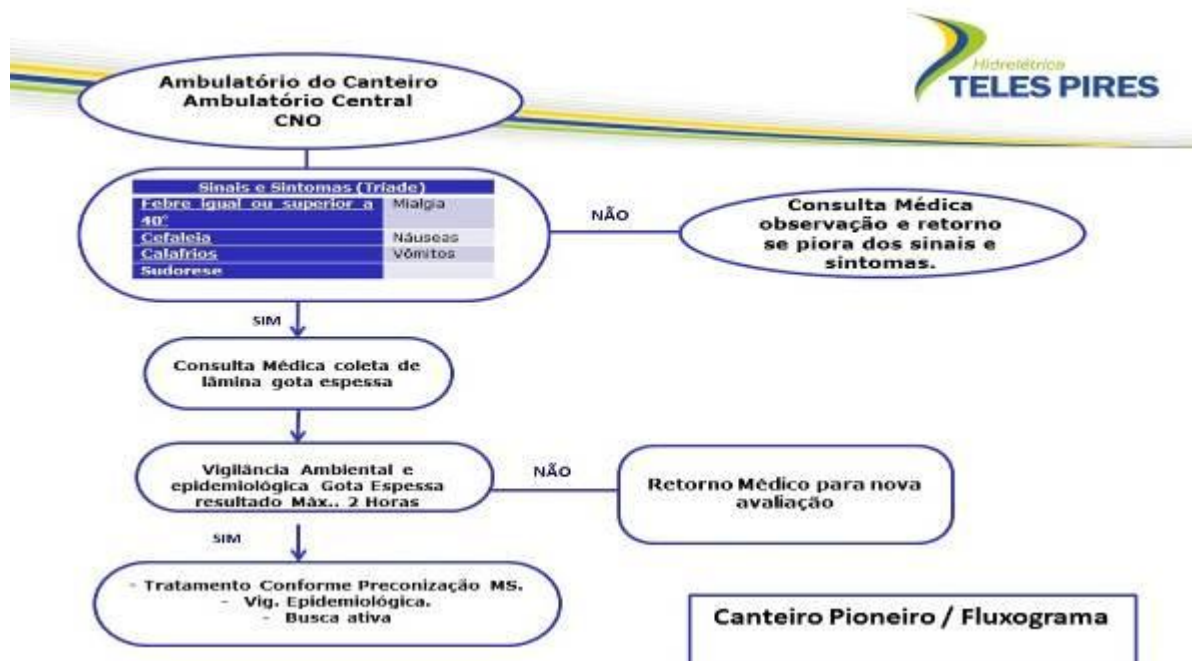 Hidrelétrica
TELES PIRES
Ambulatório do Canteiro
Ambulatório Central
CNO
Sinais e Sintomas (Tríade)
Febre igual ou superior a
40°
Mialgia
Cefaleia
Náuseas
Calafrios
Vômitos
Sudorese
NÃO
Consulta Médica
observação e retorno
se piora dos sinais e
sintomas.
SIM
Consulta Médica coleta de
lâmina gota espessa
Vigilância Ambiental e
epidemiológica Gota Espessa
resultado Máx.. 2 Horas
NÃO
Retorno Médico para nova
avaliação
SIM
- Tratamento Conforme Preconização MS.
- Vig. Epidemiológica.
- Busca ativa
Canteiro Pioneiro / Fluxograma